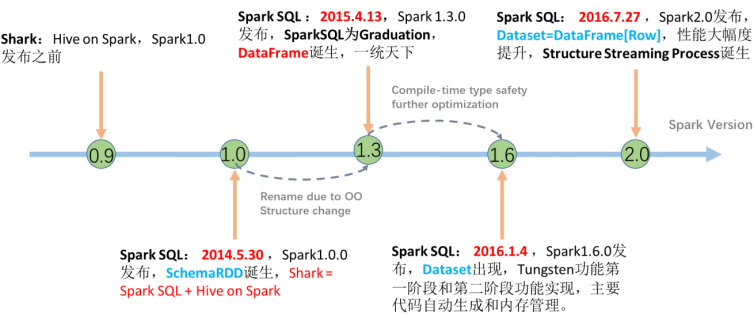 Shark：Hive on Spark，Spark1.0
发布之前
Spark SQL：2015.4.13，Spark 1.3.0
发布，SparkSQL为Graduation，
DataFrame诞生，一统天下
Spark SQL：2016.7.27 ，Spark2.0发布，
Dataset=DataFrame[Row]，性能大幅度
提升，Structure Streaming Process诞生
Compile-time type safety
further optimization
Spark Version
0.9
1.0
1.3
1.6
2.0
Rename due to OO
Structure change
Spark SQL： 2014.5.30 ，Spark1.0.0
发布，SchemaRDD诞生，Shark =
Spark SQL + Hive on Spark
Spark SQL： 2016.1.4 ，Spark1.6.0发
布，Dataset出现，Tungsten功能第
一阶段和第二阶段功能实现，主要
代码自动生成和内存管理。